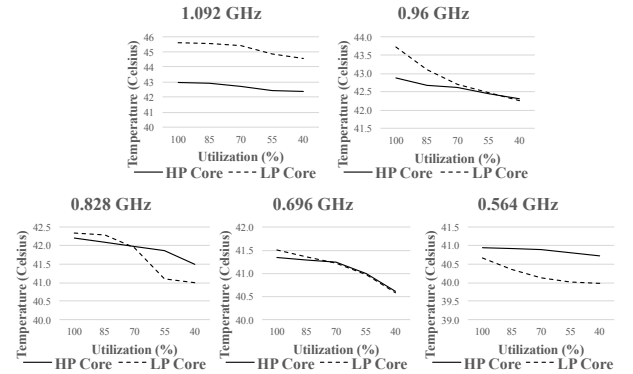 1.092 GHz
Temperature (Celsius)
46
45
44
43
42
41
40
100 85 70 55 40
Utilization (%)
HP Core LP Core
0.96 GHz
Temperature (Celsius)
44.0
43.5
43.0
42.5
42.0
41.5
100 85 70 55 40
Utilization (%)
HP Core LP Core
0.828 GHz
Temperature (Celsius)
42.5
42.0
41.5
41.0
40.5
40.0
100 85 70 55 40
Utilization (%)
HP Core LP Core
0.696 GHz
Temperature (Celsius)
42.0
41.5
41.0
40.5
40.0
100 85 70 55 40
Utilization (%)
HP Core LP Core
0.564 GHz
Temperature (Celsius)
41.5
41.0
40.5
40.0
39.5
39.0
100 85 70 55 40
Utilization (%)
HP Core LP Core